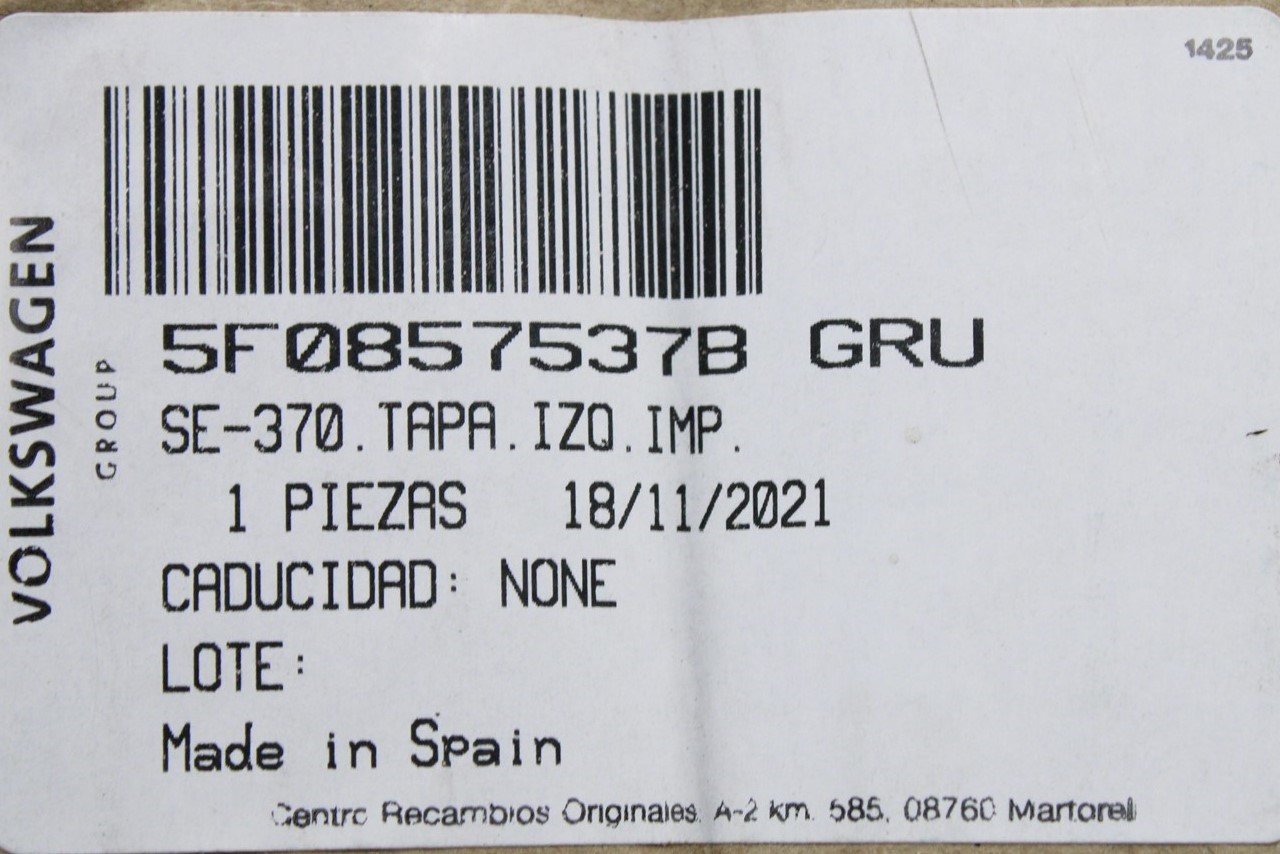 1425
VOLKSWAGEN
GROUP
5F0857537B GRU
SE-370.TAPA.IZQ.IMP.
1 PIEZAS 18/11/2021
CADUCIDAD: NONE
LOTE:
Made in Spain
Centro Recambios Originales. A-2 km. 585. 08760 Martorell